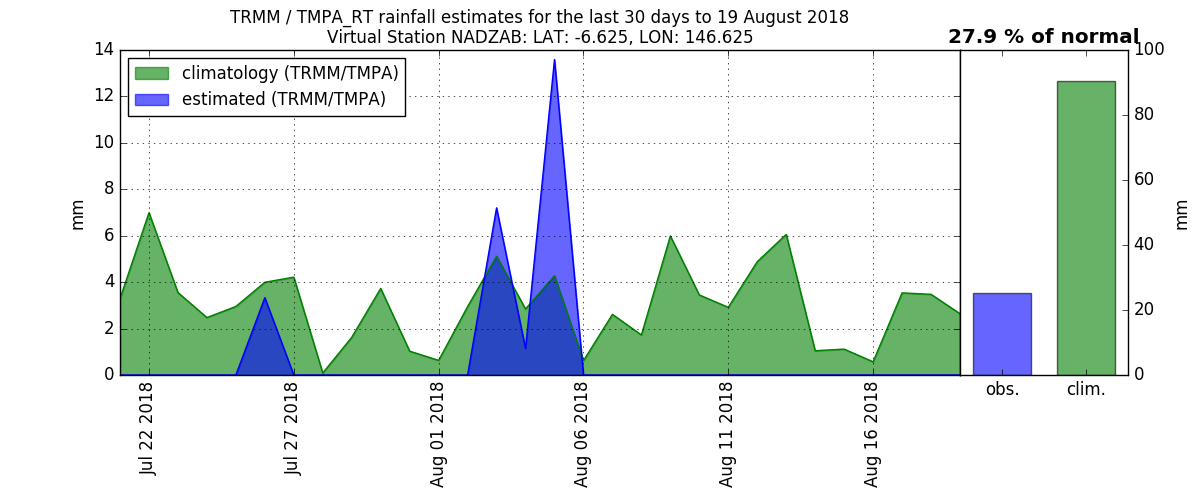 TRMM / TMPA_RT rainfall estimates for the last 30 days to 19 August 2018
Virtual Station NADZAB: LAT: -6.625, LON: 146.625
27.9 % of normal
climatology (TRMM/TMPA)
estimated (TRMM/TMPA)
mm
14
12
10
8
6
4
2
0
Jul 22 2018
Jul 27 2018
Aug 01 2018
Aug 06 2018
Aug 11 2018
Aug 16 2018
100
80
60
40
20
0
mm
obs.
clim.